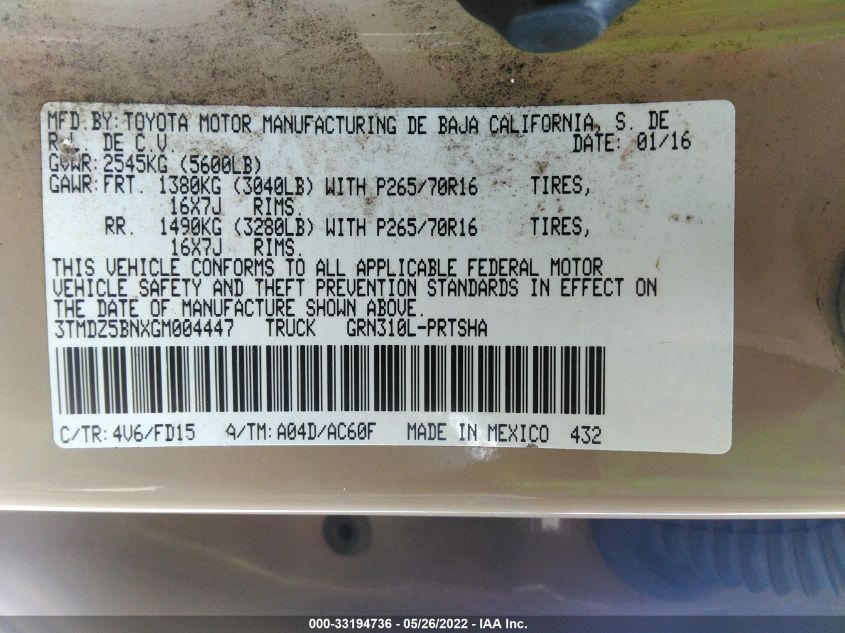 MFD.BY:TOYOTA MOTOR MANUFACTURING DE BAJA CALIFORNIA, S. DE
R.L. DE C.V. DATE: 01/16
GVWR:2545KG (5600LB)
GAWR:FRT. 1380KG (3040LB) WITH P265/70R16 TIRES,
16X7J RIMS.
RR. 1490KG (3280LB) WITH P265/70R16 TIRES,
16X7J RIMS.
THIS VEHICLE CONFORMS TO ALL APPLICABLE FEDERAL MOTOR
VEHICLE SAFETY AND THEFT PREVENTION STANDARDS IN EFFECT ON
THE DATE OF MANUFACTURE SHOWN ABOVE.
3TMDZ5BNXGM004447 TRUCK GRN310L-PRTSHA
C/TR:4V6/FD15 A/TM:A04D/AC60F MADE IN MEXICO 432
000-33194736 - 05/26/2022 - IAA Inc.